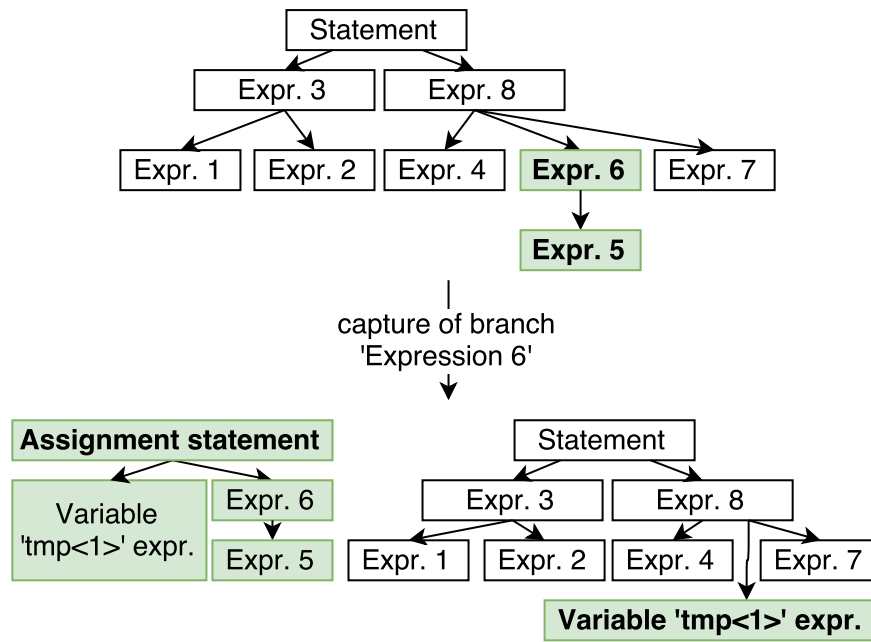 Statement
Expr. 3
Expr. 8
Expr. 1
Expr. 2
Expr. 4
Expr. 6
Expr. 7
Expr. 5
capture of branch
'Expression 6'
Assignment statement
Variable
'tmp<1>' expr.
Expr. 6
Expr. 5
Statement
Expr. 3
Expr. 8
Expr. 1
Expr. 2
Expr. 4
Expr. 7
Variable 'tmp<1>' expr.